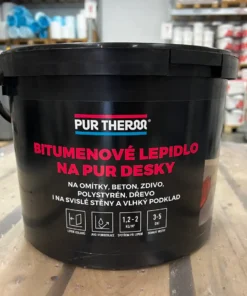 PUR THERM®
BITUMENOVÉ LEPIDLO
NA PUR DESKY
NA OMÍTKY, BETON, ZDIVO,
POLYSTYRÉN, DŘEVO
I NA SVISLÉ STĚNY A VLHKÝ PODKLAD
1,2 - 2
3-5